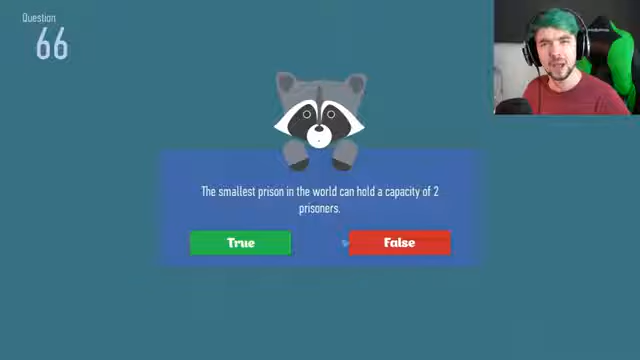 Question
66
The smallest prison in the world can hold a capacity of 2
prisoners.
True
False